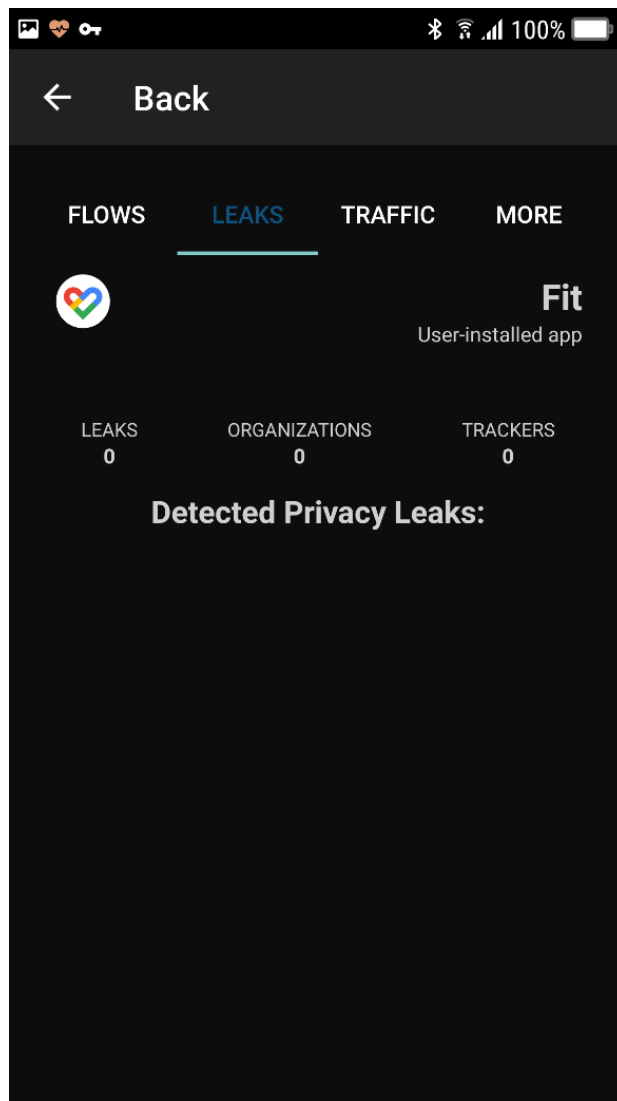 100%
Back
FLOWS LEAKS TRAFFIC MORE
Fit
User-installed app
LEAKS ORGANIZATIONS TRACKERS
0 0 0
Detected Privacy Leaks: